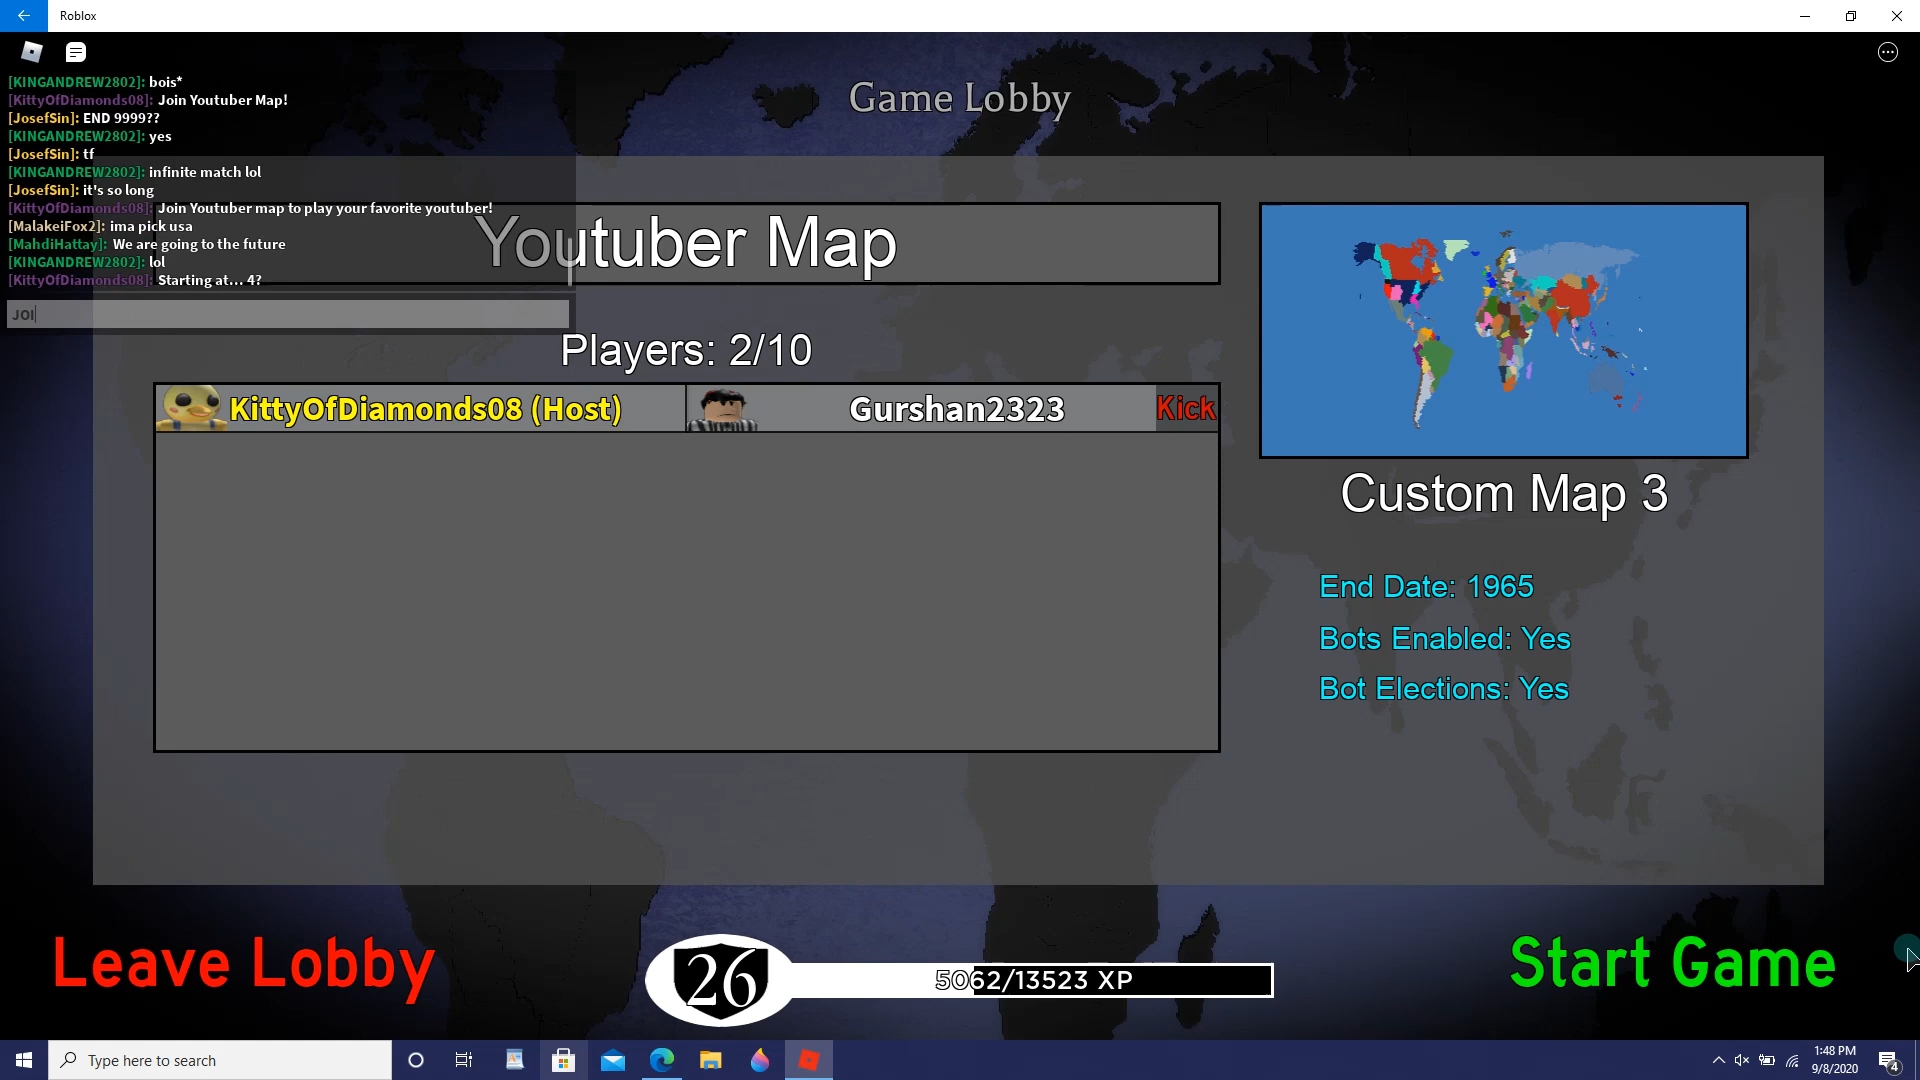 Roblox
[KINGANDREW2802]: bois*
[KittyOfDiamonds08]: Join Youtuber Map!
[JosefSin]: END 9999??
[KINGANDREW2802]: yes
[JosefSin]: tf
[KINGANDREW2802]: infinite match lol
[JosefSin]: it's so long
[KittyOfDiamonds08]: Join Youtuber map to play your favorite youtuber!
[MalakeiFox2]: ima pick usa
[MahdiHattay]: We are going to the future
[KINGANDREW2802]: lol
[KittyOfDiamonds08]: Starting at... 4?
JOI
Game Lobby
Youtuber Map
Players: 2/10
KittyOfDiamonds08 (Host)
Gurshan2323
Kick
Custom Map 3
End Date: 1965
Bots Enabled: Yes
Bot Elections: Yes
Leave Lobby
26
5062/13523 XP
Start Game
Type here to search
1:48 PM
9/8/2020
4